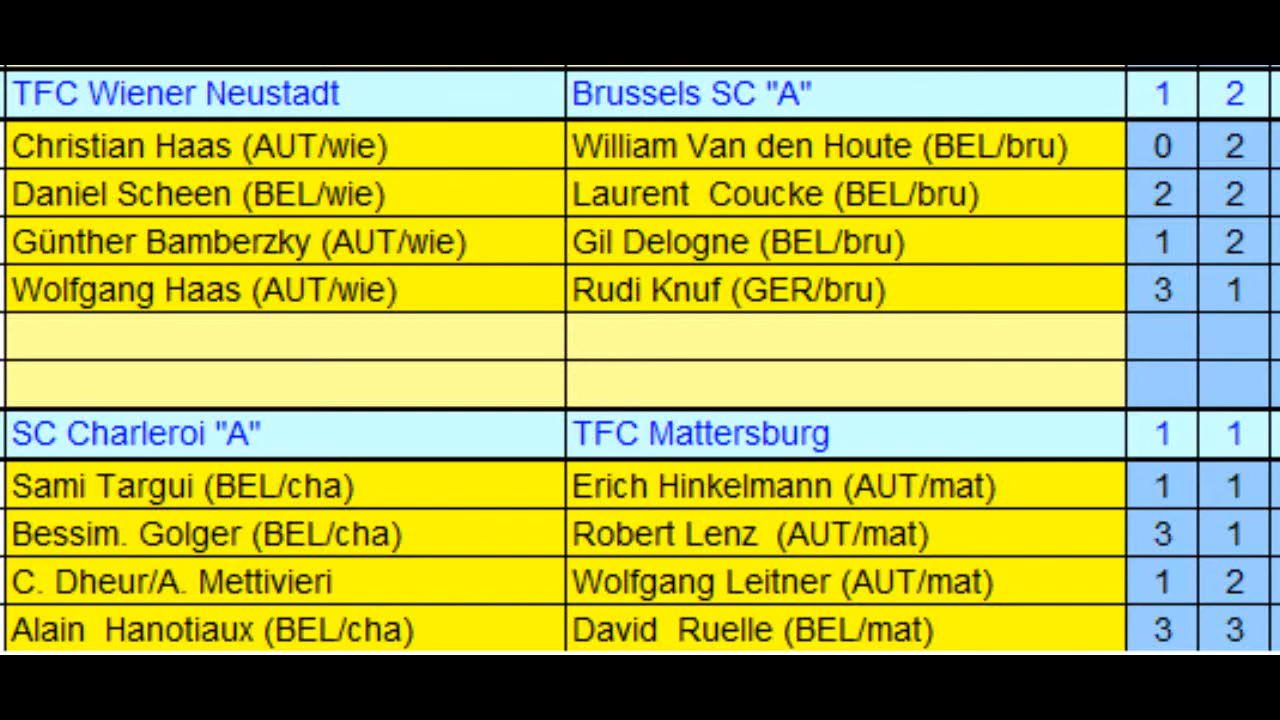 TFC Wiener Neustadt Brussels SC "A" 1 2
Christian Haas (AUT/wie) William Van den Houte (BEL/bru) 0 2
Daniel Scheen (BEL/wie) Laurent  Coucke (BEL/bru) 2 2
Günther Bamberzky (AUT/wie) Gil Delogne (BEL/bru) 1 2
Wolfgang Haas (AUT/wie) Rudi Knuf (GER/bru) 3 1
SC Charleroi "A" TFC Mattersburg 1 1
Sami Targui (BEL/cha) Erich Hinkelmann (AUT/mat) 1 1
Bessim. Golger (BEL/cha) Robert Lenz  (AUT/mat) 3 1
C. Dheur/A. Mettivieri Wolfgang Leitner (AUT/mat) 1 2
Alain  Hanotiaux (BEL/cha) David  Ruelle (BEL/mat) 3 3